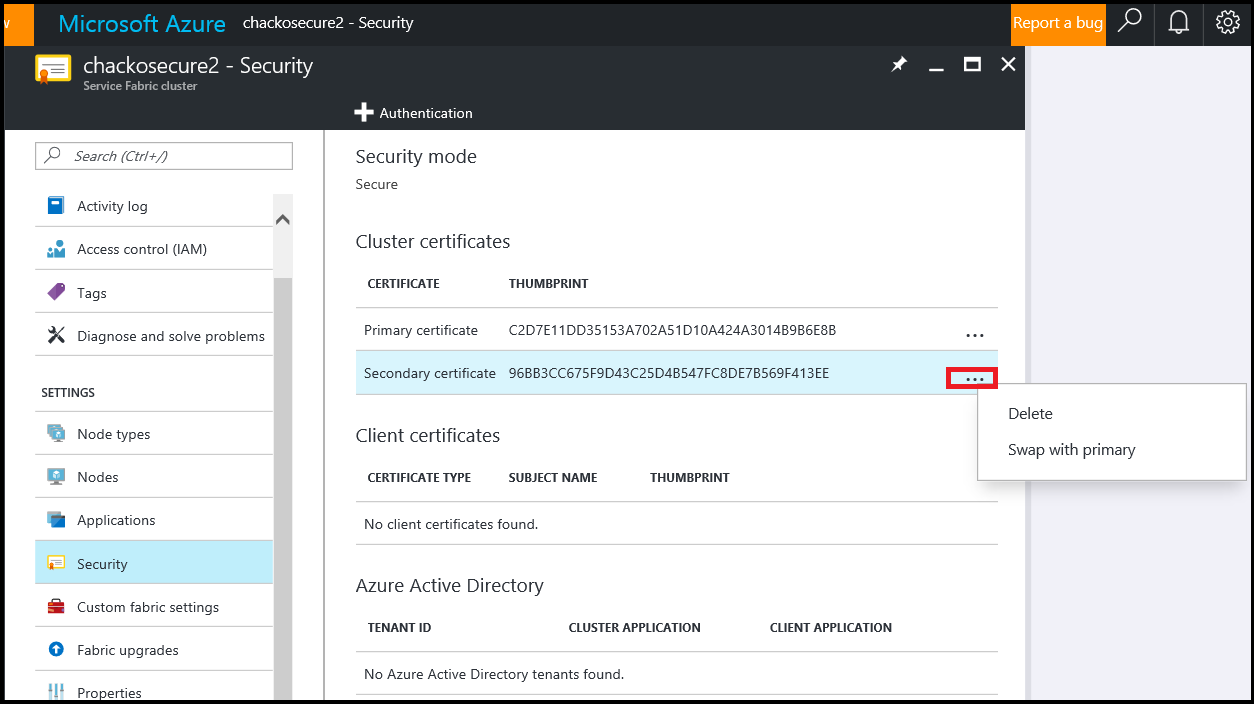 w Microsoft Azure chackosecure2 - Security Report a bug
chackosecure2 - Security
Service Fabric cluster
Authentication
Search (Ctrl+/)
Activity log
Access control (IAM)
Tags
Diagnose and solve problems
SETTINGS
Node types
Nodes
Applications
Security
Custom fabric settings
Fabric upgrades
Properties
Security mode
Secure
Cluster certificates
CERTIFICATE THUMBPRINT
Primary certificate C2D7E11DD35153A702A51D10A424A3014B9B6E8B ...
Secondary certificate 96BB3CC675F9D43C25D4B547FC8DE7B569F413EE ...
Delete
Swap with primary
Client certificates
CERTIFICATE TYPE SUBJECT NAME THUMBPRINT
No client certificates found.
Azure Active Directory
TENANT ID CLUSTER APPLICATION CLIENT APPLICATION
No Azure Active Directory tenants found.